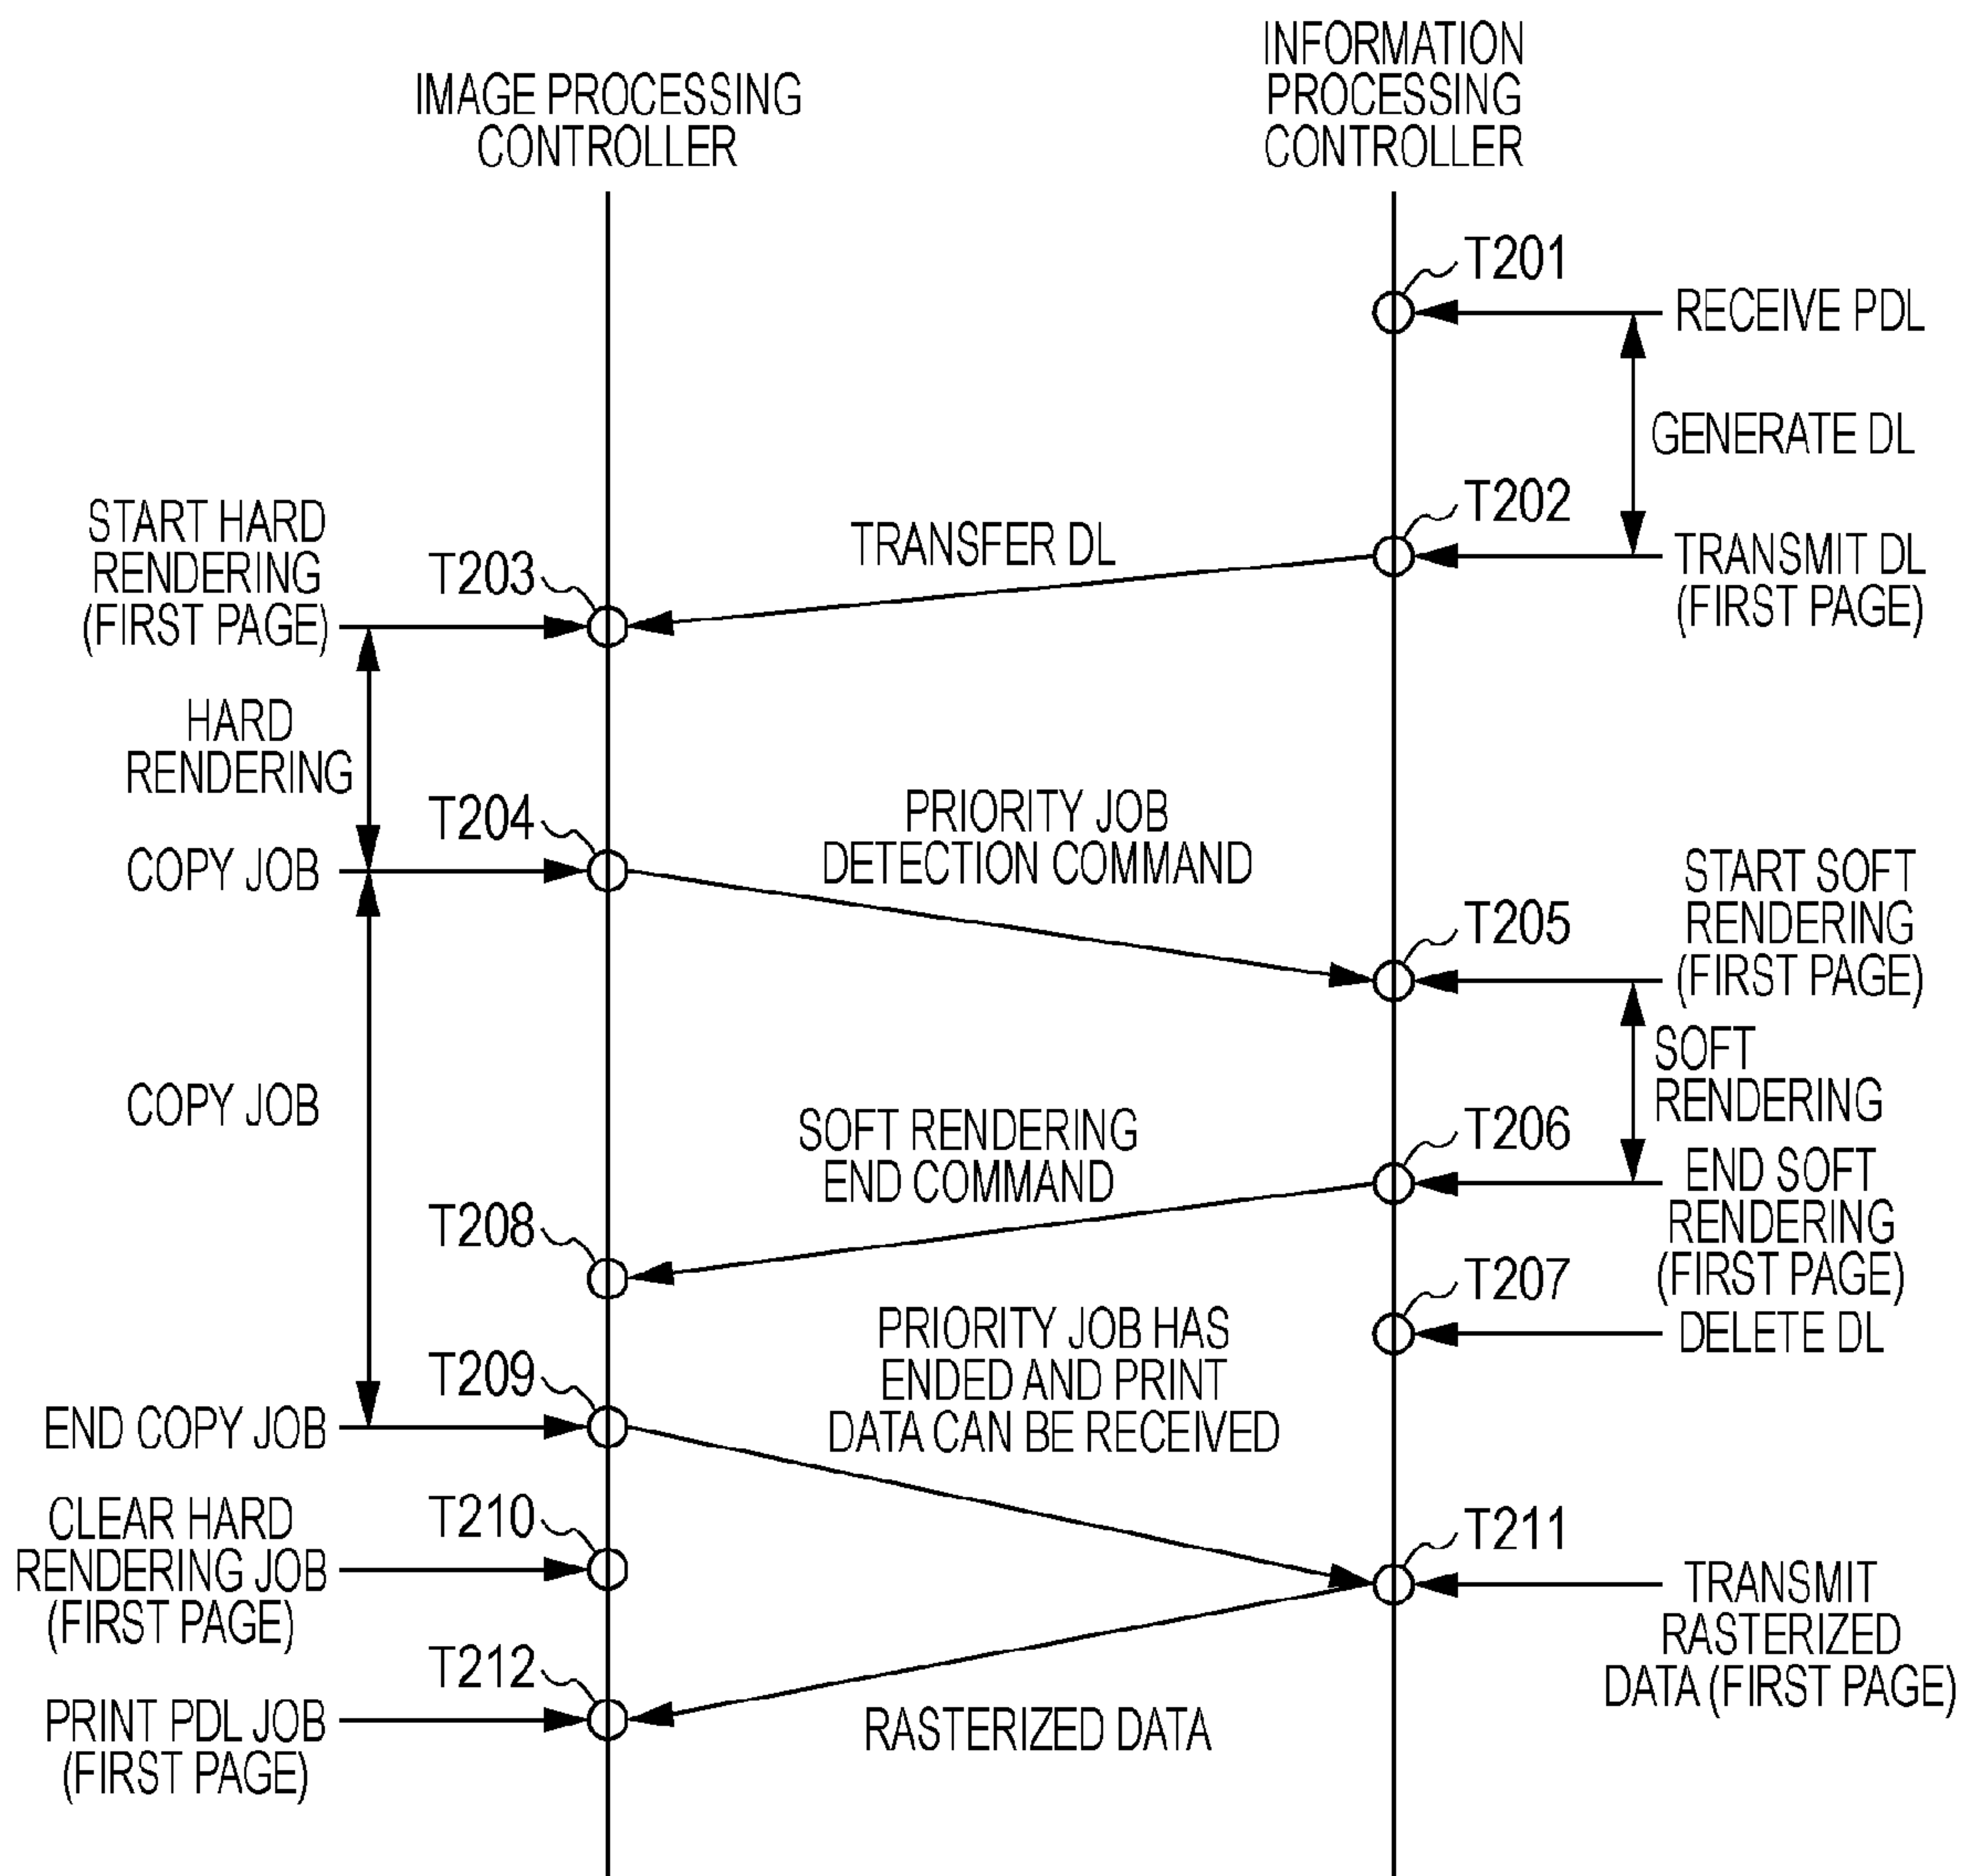 IMAGE PROCESSING
CONTROLLER
INFORMATION
PROCESSING
CONTROLLER
T201
RECEIVE PDL
GENERATE DL
T202
TRANSMIT DL
(FIRST PAGE)
TRANSFER DL
START HARD
RENDERING
(FIRST PAGE)
T203
HARD
RENDERING
T204
COPY JOB
PRIORITY JOB
DETECTION COMMAND
T205
START SOFT
RENDERING
(FIRST PAGE)
SOFT
RENDERING
COPY JOB
T206
END SOFT
RENDERING
(FIRST PAGE)
SOFT RENDERING
END COMMAND
T208
T207
DELETE DL
PRIORITY JOB HAS
ENDED AND PRINT
DATA CAN BE RECEIVED
T209
END COPY JOB
T210
CLEAR HARD
RENDERING JOB
(FIRST PAGE)
T211
TRANSMIT
RASTERIZED
DATA (FIRST PAGE)
T212
PRINT PDL JOB
(FIRST PAGE)
RASTERIZED DATA